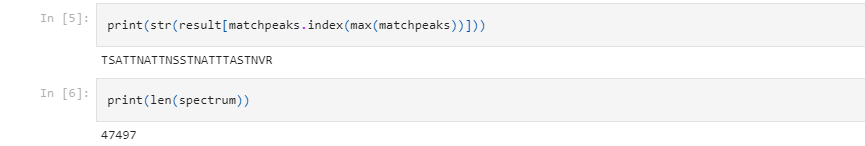 In [5]: print(str(result[matchpeaks.index(max(matchpeaks))]))
TSATTNATTNSSTNATTTASTNVR
In [6]: print(len(spectrum))
47497